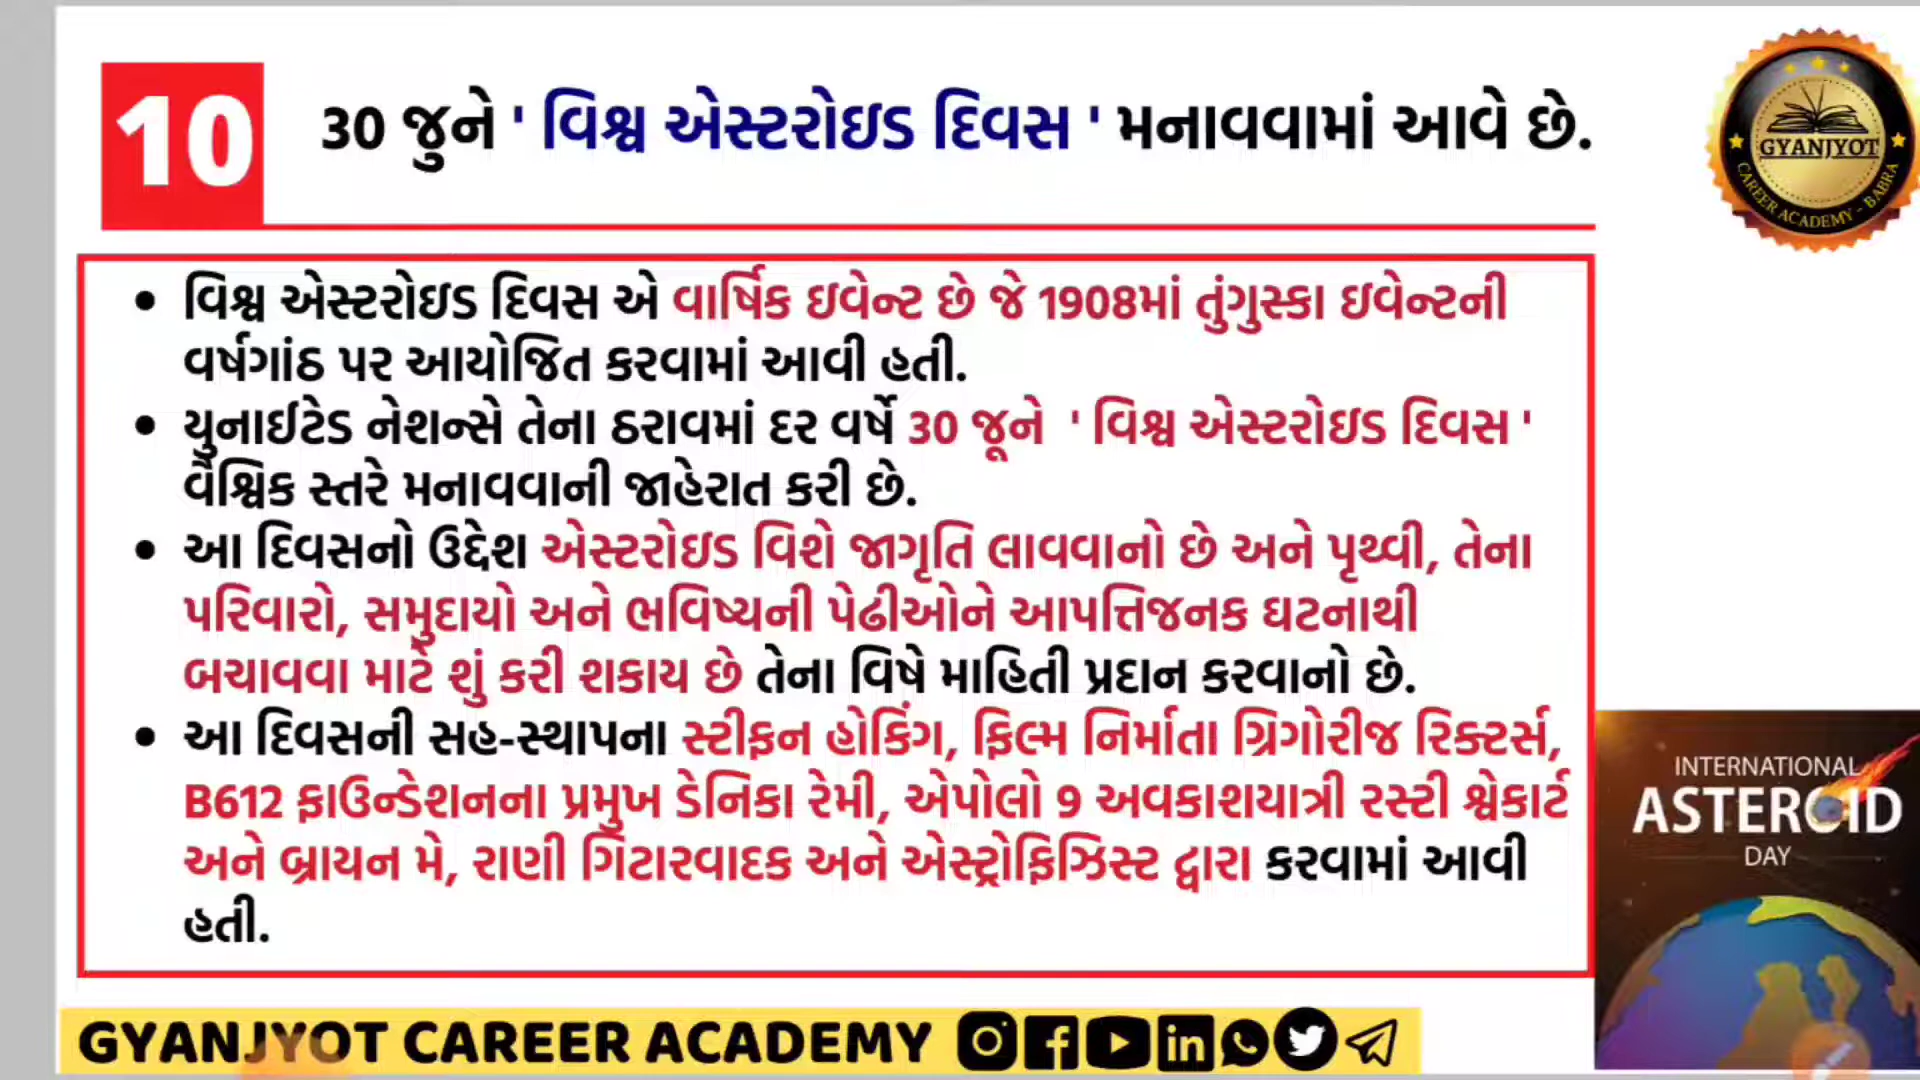 10
30 જુને ' વિશ્વ એસ્ટરોઇડ દિવસ ' મનાવવામાં આવે છે.
GYANJYOT
CAREER ACADEMY - BABRA
• વિશ્વ એસ્ટરોઇડ દિવસ એ વાર્ષિક ઇવેન્ટ છે જે 1908માં તુંગુસ્કા ઇવેન્ટની
વર્ષગાંઠ પર આયોજિત કરવામાં આવી હતી.
• યુનાઈટેડ નેશન્સે તેના ઠરાવમાં દર વર્ષે 30 જૂને ' વિશ્વ એસ્ટરોઇડ દિવસ '
વૈશ્વિક સ્તરે મનાવવાની જાહેરાત કરી છે.
• આ દિવસનો ઉદ્દેશ એસ્ટરોઇડ વિશે જાગૃતિ લાવવાનો છે અને પૃથ્વી, તેના
પરિવારો, સમુદાયો અને ભવિષ્યની પેઢીઓને આપત્તિજનક ઘટનાથી
બચાવવા માટે શું કરી શકાય છે તેના વિષે માહિતી પ્રદાન કરવાનો છે.
• આ દિવસની સહ-સ્થાપના સ્ટીફન હોકિંગ, ફિલ્મ નિર્માતા ગ્રિગોરીજ રિક્ટર્સ,
B612 ફાઉન્ડેશનના પ્રમુખ ડેનિકા રેમી, એપોલો 9 અવકાશયાત્રી રસ્ટી શ્વેકાર્ટ
અને બ્રાયન મે, રાણી ગિટારવાદક અને એસ્ટ્રોફિઝિસ્ટ દ્વારા કરવામાં આવી
હતી.
INTERNATIONAL
ASTEROID
DAY
GYANJYOT CAREER ACADEMY